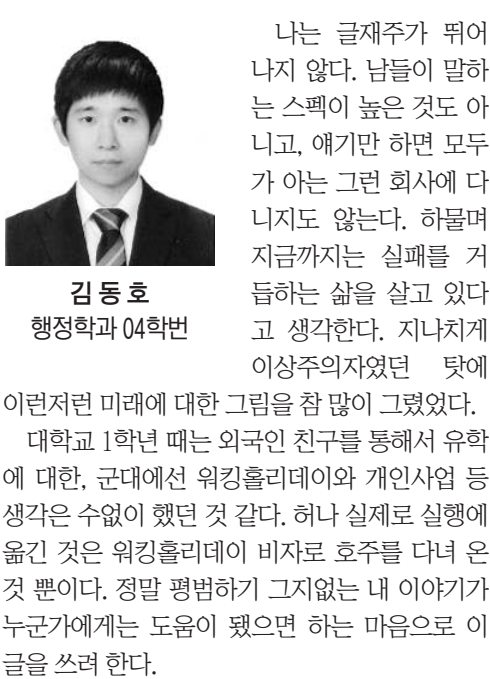 나는 글재주가 뛰어
나지 않다. 남들이 말하
는 스펙이 높은 것도 아
니고, 얘기만 하면 모두
가 아는 그런 회사에 다
니지도 않는다. 하물며
지금까지는 실패를 거
듭하는 삶을 살고 있다
고 생각한다. 지나치게
이상주의자였던 탓에
김동호
행정학과 04학번
이런저런 미래에 대한 그림을 참 많이 그렸었다.
대학교 1학년 때는 외국인 친구를 통해서 유학
에 대한, 군대에선 워킹홀리데이와 개인사업 등
생각은 수없이 했던 것 같다. 허나 실제로 실행에
옮긴 것은 워킹홀리데이 비자로 호주를 다녀 온
것 뿐이다. 정말 평범하기 그지없는 내 이야기가
누군가에게는 도움이 됐으면 하는 마음으로 이
글을 쓰려 한다.